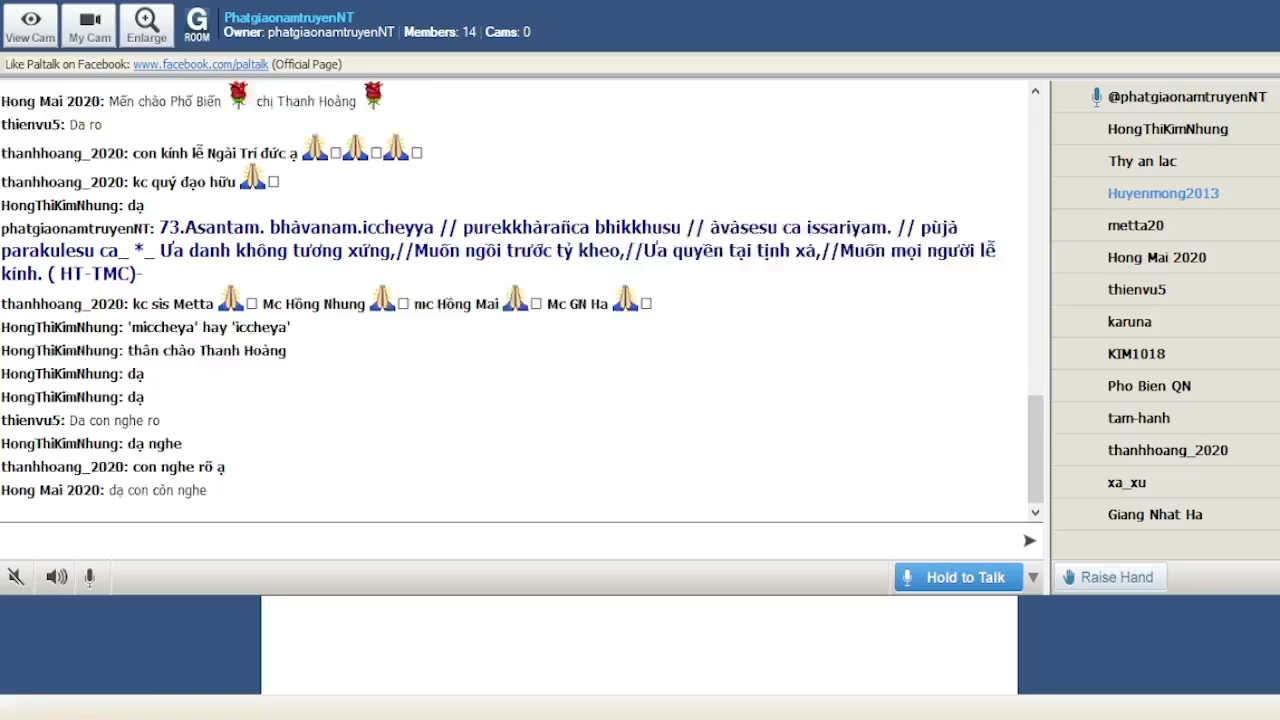 View Cam
My Cam
Enlarge
G
ROOM
PhatgiaonamtruyenNT
Owner: phatgiaonamtruyenNT | Members: 14 | Cams: 0
Like Paltalk on Facebook: www.facebook.com/paltalk (Official Page)
Hong Mai 2020: Mến chào Phố Biển chị Thanh Hoàng
thienvu5: Da ro
thanhhoang_2020: con kính lễ Ngài Trí đức ạ
thanhhoang_2020: kc quý đạo hữu
HongThiKimNhung: dạ
phatgiaonamtruyenNT: 73.Asantam. bhàvanam.iccheyya // purekkhàrañca bhikkhusu // àvàsesu ca issariyam. // pùjà
parakulesu ca_ *_ Ưa danh không tương xứng,//Muốn ngồi trước tỷ kheo,//Ưa quyền tại tịnh xá,//Muốn mọi người lễ
kính. ( HT-TMC)-
thanhhoang_2020: kc sis Metta Mc Hồng Nhung mc Hồng Mai Mc GN Ha
HongThiKimNhung: 'miccheya' hay 'iccheya'
HongThiKimNhung: thân chào Thanh Hoàng
HongThiKimNhung: dạ
HongThiKimNhung: dạ
thienvu5: Da con nghe ro
HongThiKimNhung: dạ nghe
thanhhoang_2020: con nghe rõ ạ
Hong Mai 2020: dạ con còn nghe
@phatgiaonamtruyenNT
HongThiKimNhung
Thy an lac
Huyenmong2013
metta20
Hong Mai 2020
thienvu5
karuna
KIM1018
Pho Bien QN
tam-hanh
thanhhoang_2020
xa_xu
Giang Nhat Ha
Hold to Talk
Raise Hand